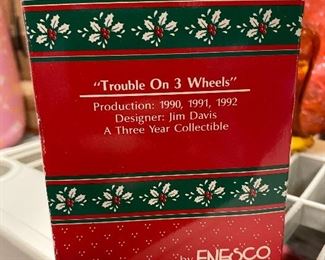 "Trouble On 3 Wheels"
Production: 1990, 1991, 1992
Designer: Jim Davis
A Three Year Collectible
by ENESCO